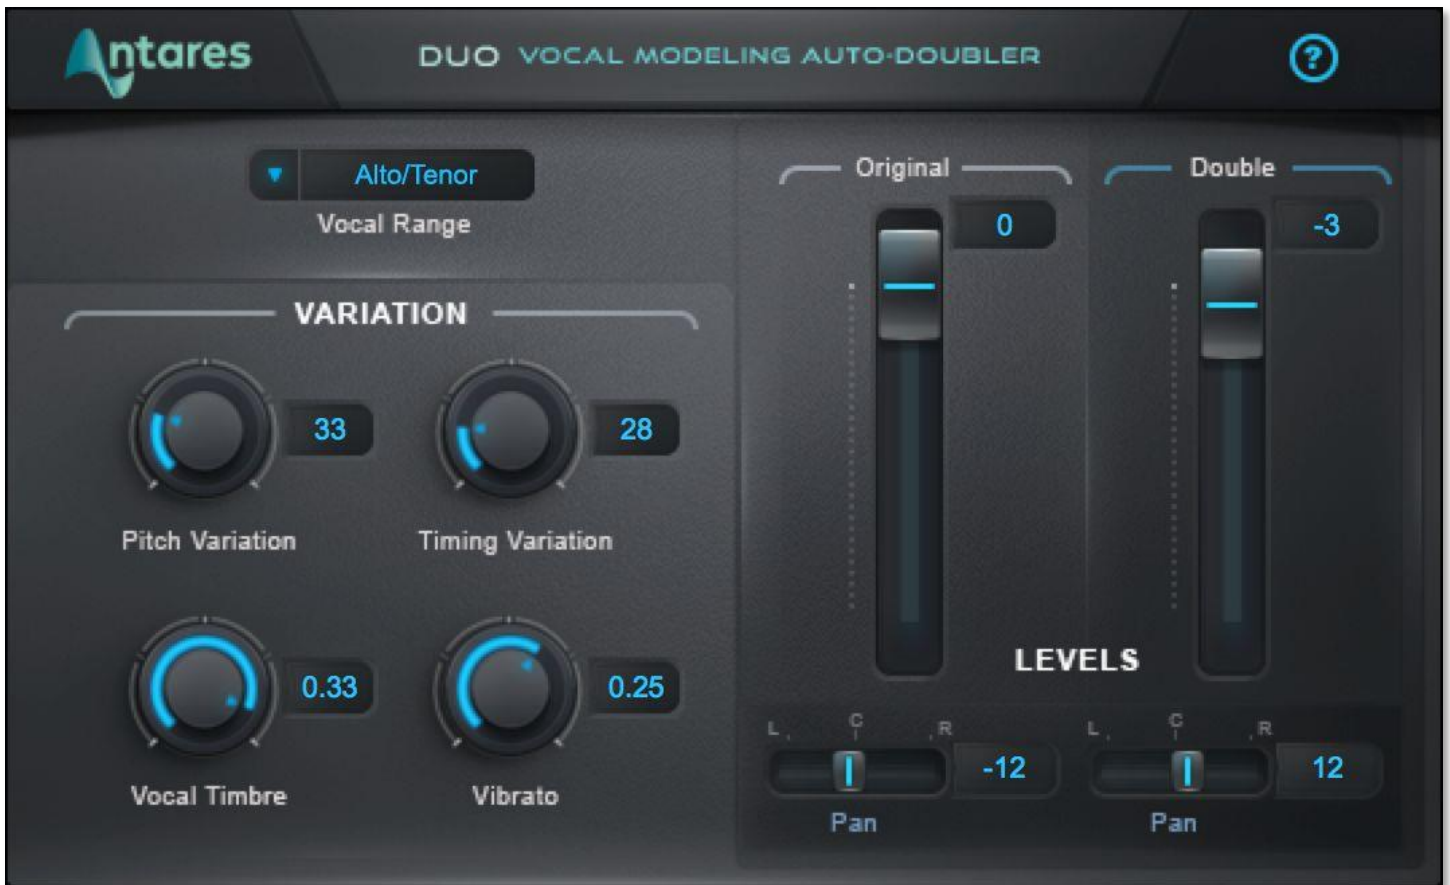 Antares
DUO VOCAL MODELING AUTO-DOUBLER
?
Alto/Tenor
Vocal Range
VARIATION
33
28
Pitch Variation
Timing Variation
0.33
0.25
Vocal Timbre
Vibrato
Original
Double
0
-3
LEVELS
L C R
L C R
-12
12
Pan
Pan